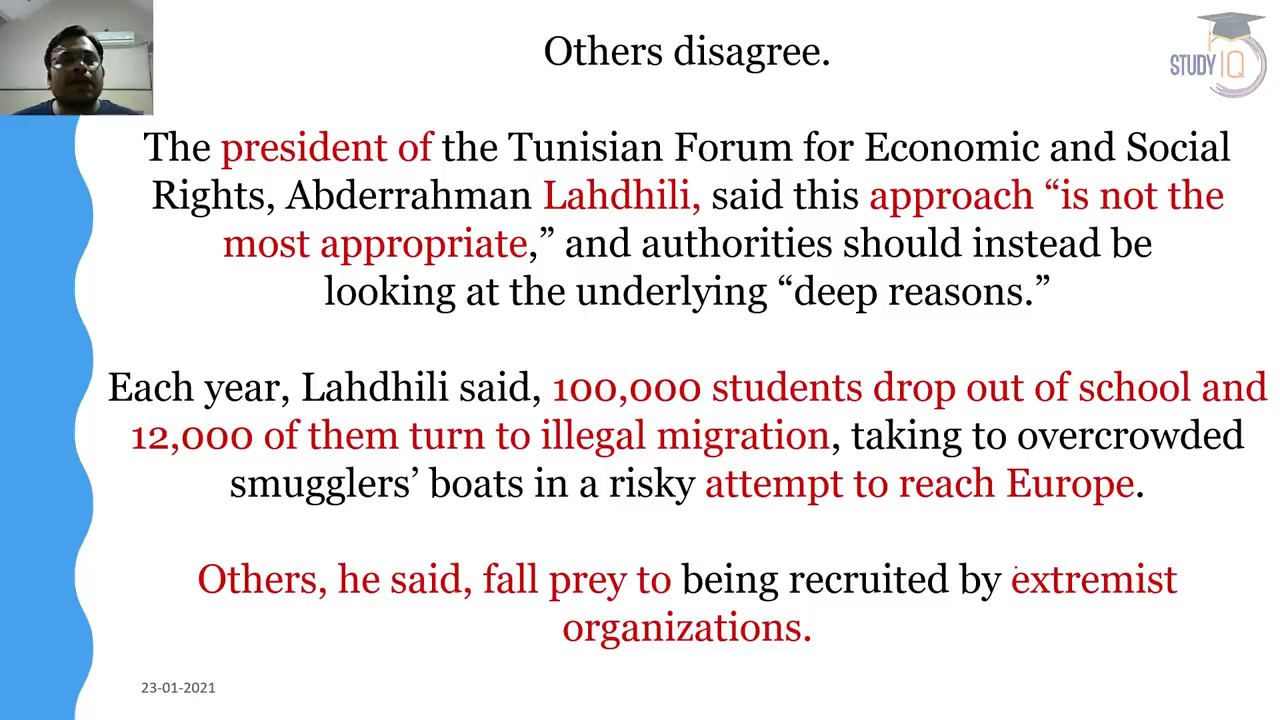 Others disagree.
STUDY IQ
The president of the Tunisian Forum for Economic and Social
Rights, Abderrahman Lahdhili, said this approach “is not the
most appropriate,” and authorities should instead be
looking at the underlying “deep reasons.”
Each year, Lahdhili said, 100,000 students drop out of school and
12,000 of them turn to illegal migration, taking to overcrowded
smugglers’ boats in a risky attempt to reach Europe.
Others, he said, fall prey to being recruited by extremist
organizations.
23-01-2021